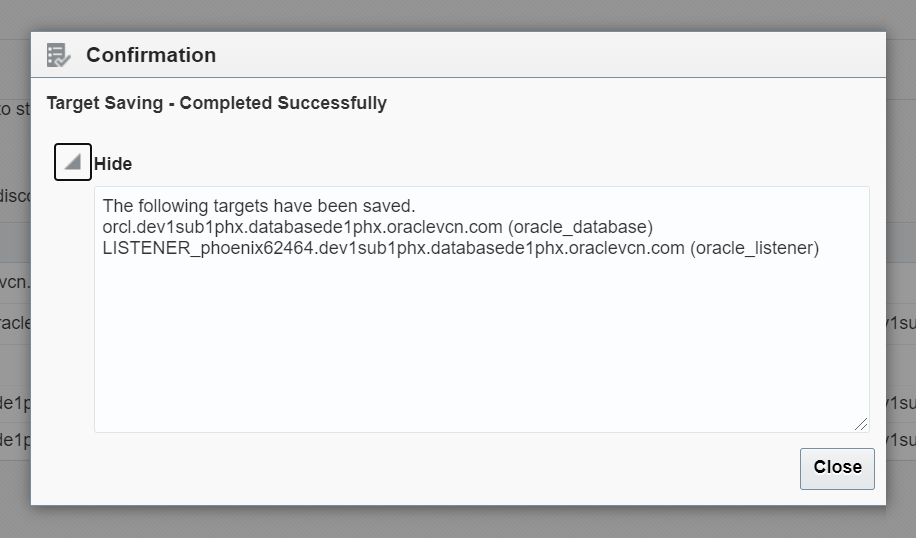 Confirmation
Target Saving - Completed Successfully
Hide
The following targets have been saved.
orcl.dev1sub1phx.databasede1phx.oraclevcn.com (oracle_database)
LISTENER_phoenix62464.dev1sub1phx.databasede1phx.oraclevcn.com (oracle_listener)
Close